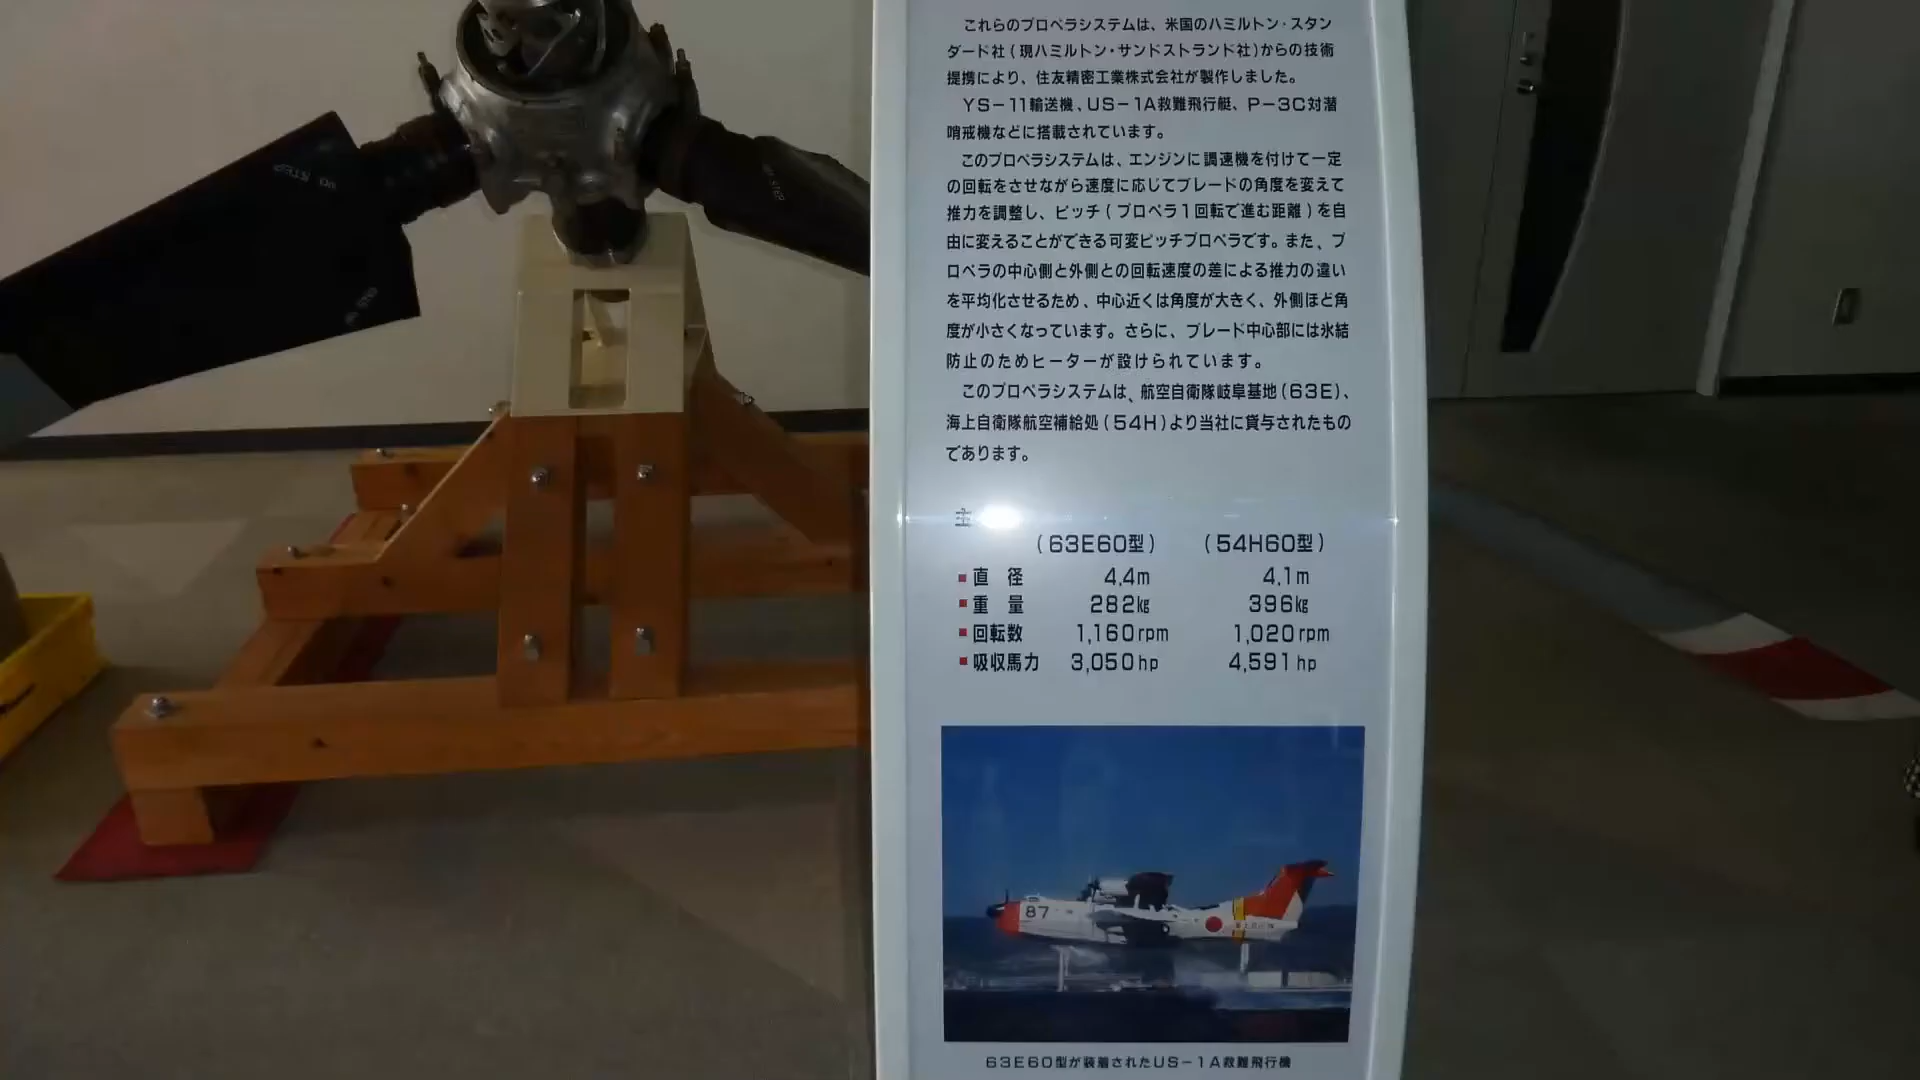 これらのプロペラシステムは、米国のハミルトン・スタン
ダード社(現ハミルトン・サンドストランド社)からの技術
提携により、住友精密工業株式会社が製作しました。
YS-11輸送機、US-1A救難飛行艇、P-3C対潜
哨戒機などに搭載されています。
このプロペラシステムは、エンジンに調速機を付けて一定
の回転をさせながら速度に応じてブレードの角度を変えて
推力を調整し、ピッチ(プロペラ1回転で進む距離)を自
由に変えることができる可変ピッチプロペラです。また、プ
ロペラの中心側と外側との回転速度の差による推力の違い
を平均化させるため、中心近くは角度が大きく、外側ほど角
度が小さくなっています。さらに、ブレード中心部には氷結
防止のためヒーターが設けられています。
このプロペラシステムは、航空自衛隊岐阜基地(63E)、
海上自衛隊航空補給処(54H)より当社に貸与されたもの
であります。
主
(63E60型) (54H60型)
■直 径 4,4m 4,1m
■重 量 282kg 396kg
■回転数 1,160rpm 1,020rpm
■吸収馬力 3,050hp 4,591hp
87
63E60型が装着されたUS-1A救難飛行機
NO STEP
NO STEP
NO STEP